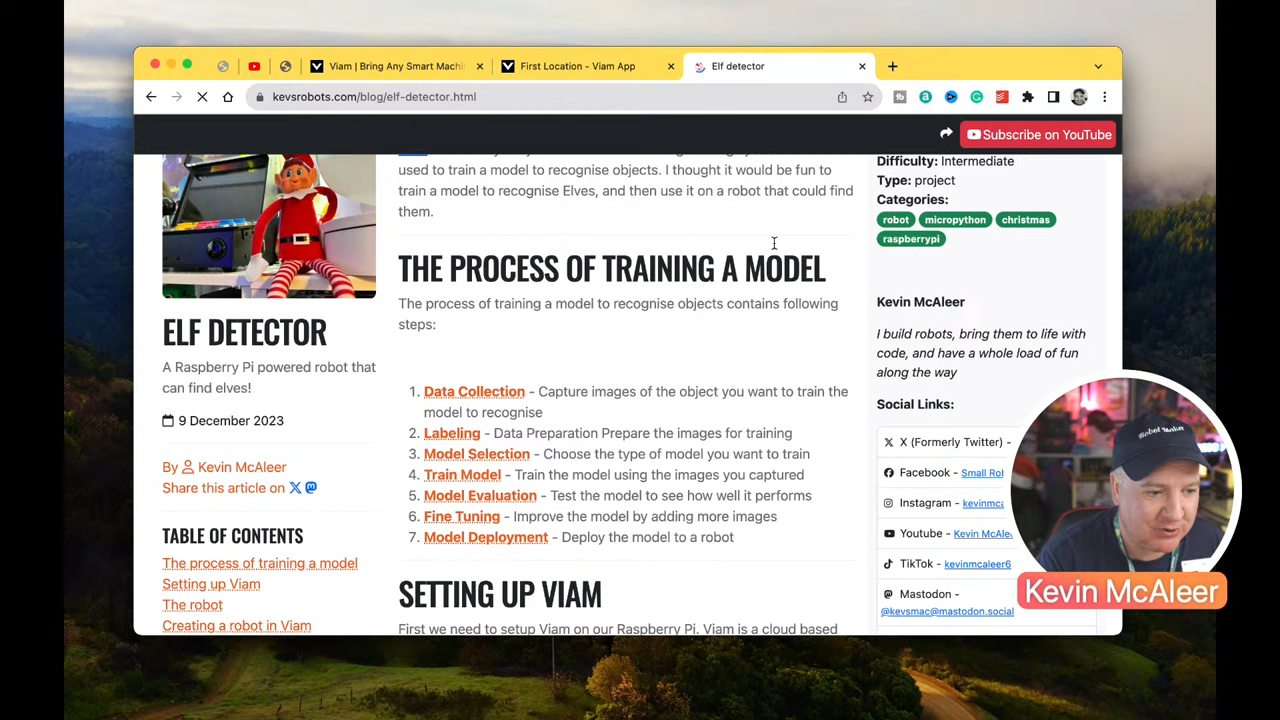 Viam | Bring Any Smart Machi
First Location - Viam App
Elf detector
kevsrobots.com/blog/elf-detector.html
Subscribe on YouTube
used to train a model to recognise objects. I thought it would be fun to
train a model to recognise Elves, and then use it on a robot that could find
them.
THE PROCESS OF TRAINING A MODEL
The process of training a model to recognise objects contains following
steps:
1. Data Collection - Capture images of the object you want to train the
model to recognise
2. Labeling - Data Preparation Prepare the images for training
3. Model Selection - Choose the type of model you want to train
4. Train Model - Train the model using the images you captured
5. Model Evaluation - Test the model to see how well it performs
6. Fine Tuning - Improve the model by adding more images
7. Model Deployment - Deploy the model to a robot
SETTING UP VIAM
First we need to setup Viam on our Raspberry Pi. Viam is a cloud based
ELF DETECTOR
A Raspberry Pi powered robot that
can find elves!
9 December 2023
By Kevin McAleer
Share this article on
TABLE OF CONTENTS
The process of training a model
Setting up Viam
The robot
Creating a robot in Viam
Difficulty: Intermediate
Type: project
Categories:
robot micropython christmas
raspberrypi
Kevin McAleer
I build robots, bring them to life with
code, and have a whole load of fun
along the way
Social Links:
X (Formerly Twitter) -
Facebook - Small Rob
Instagram - kevinmca
Youtube - Kevin McAlee
TikTok - kevinmcaleer6
Mastodon -
@kevsmac@mastodon.social
Robot Maker
Kevin McAleer